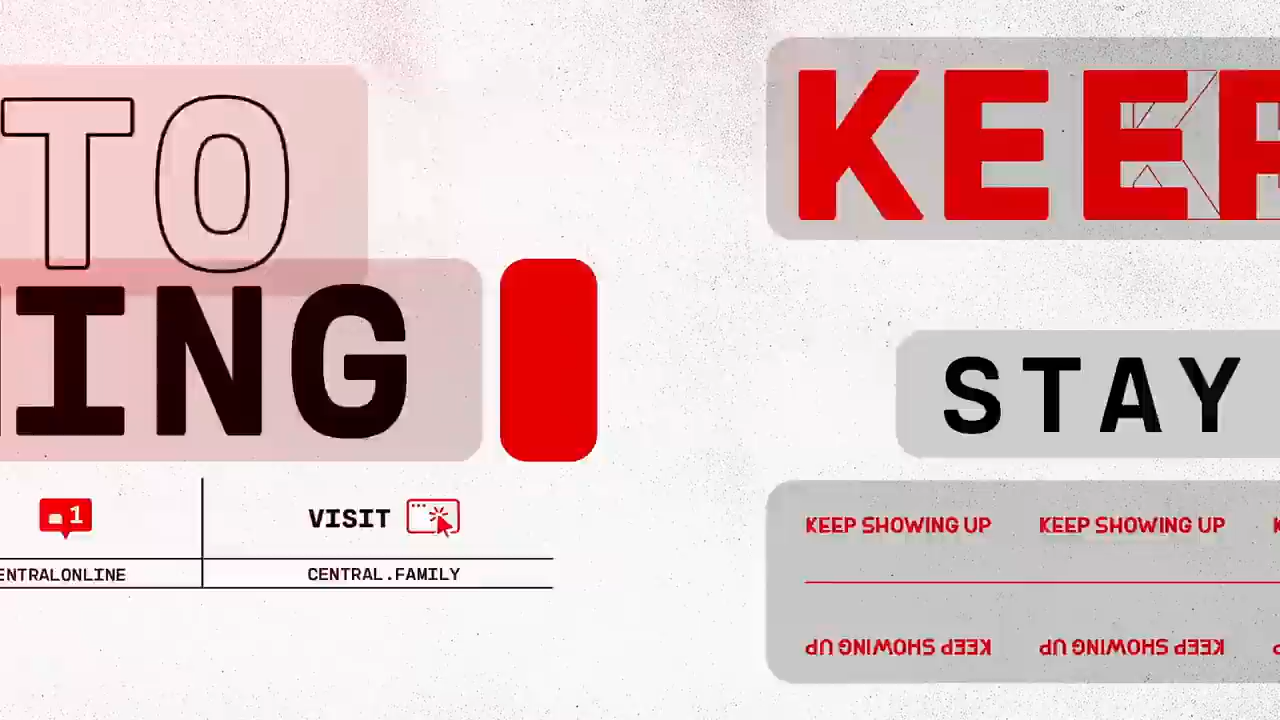 TO
ING
1
VISIT
ENTRALONLINE
CENTRAL.FAMILY
KEEP
STAY
KEEP SHOWING UP KEEP SHOWING UP
KEEP SHOWING UP KEEP SHOWING UP